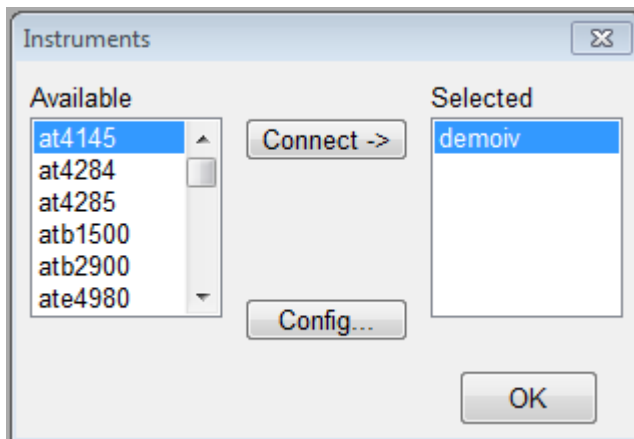 Instruments
Available
Selected
at4145
at4284
at4285
atb1500
atb2900
ate4980
Connect ->
Config...
demoiv
OK